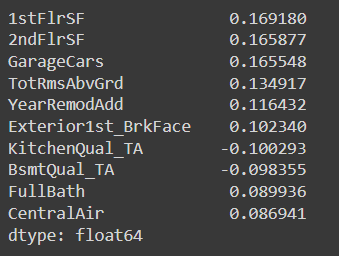 1stFlrSF 0.169180
2ndFlrSF 0.165877
GarageCars 0.165548
TotRmsAbvGrd 0.134917
YearRemodAdd 0.116432
Exterior1st_BrkFace 0.102340
KitchenQual_TA -0.100293
BsmtQual_TA -0.098355
FullBath 0.089936
CentralAir 0.086941
dtype: float64